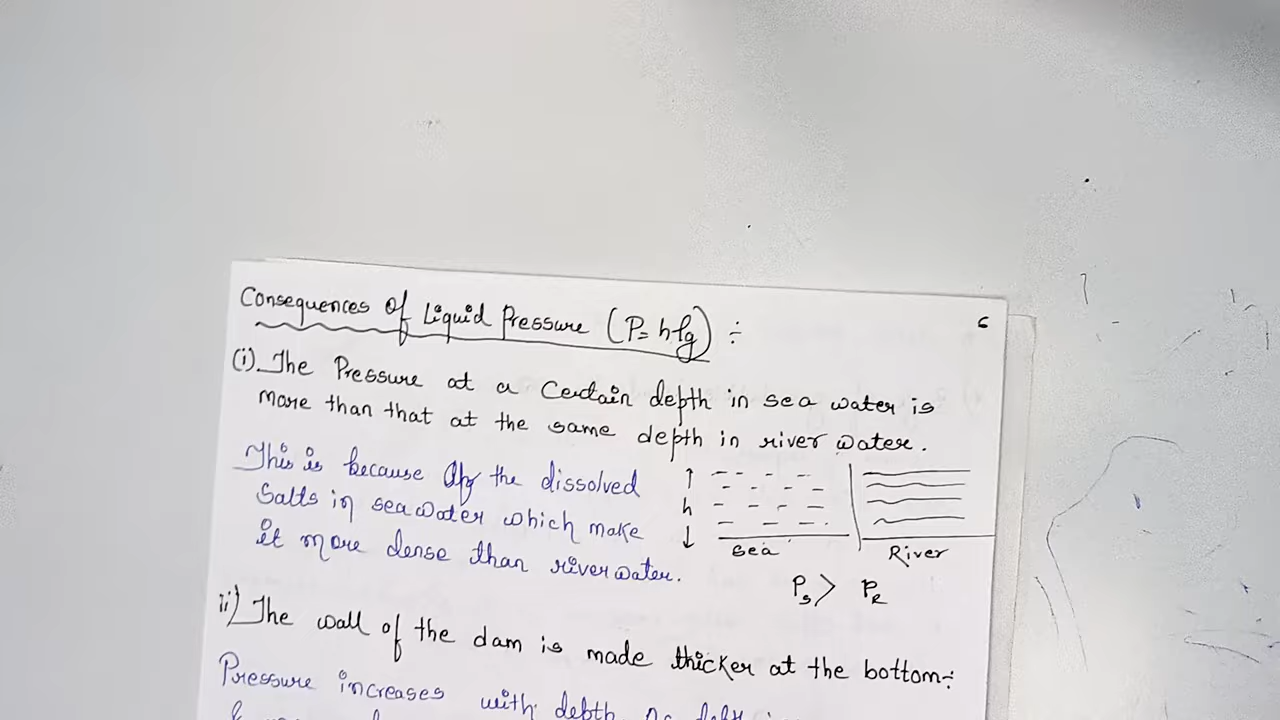 Consequences of Liquid Pressure (P= hρg) ÷
6
(i). The Pressure at a Certain depth in sea water is
more than that at the same depth in river water.
This is because of the dissolved
Salts in sea water which make
it more dense than river water.
h
Sea
River
Ps > PR
ii) The wall of the dam is made thicker at the bottom÷
Pressure increases with depth